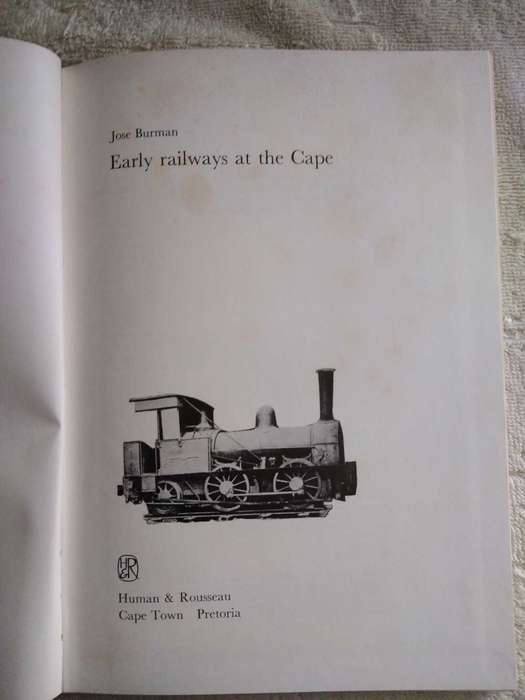 Jose Burman
Early railways at the Cape
H&R
Human & Rousseau
Cape Town Pretoria